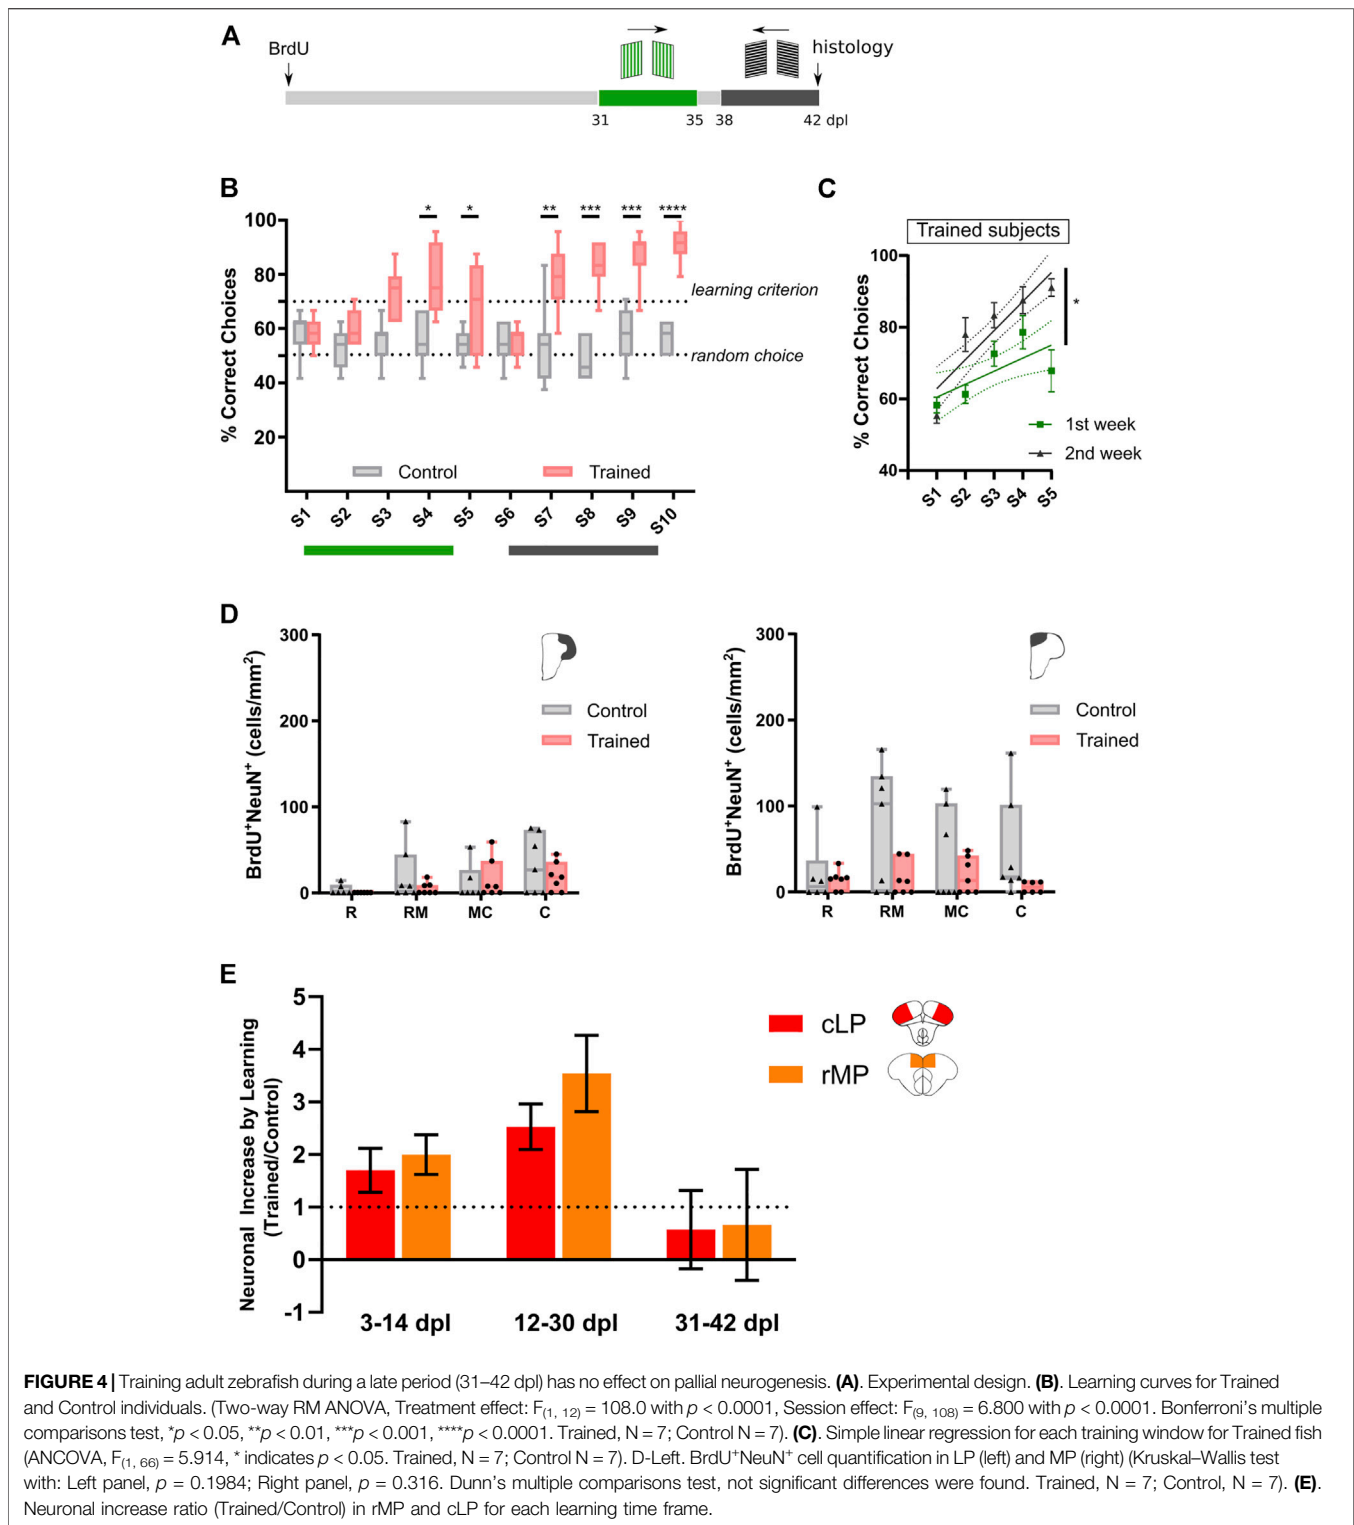 A
BrdU
histology
31
35
38
42 dpl
B
% Correct Choices
100
80
60
40
20
*
*
**
***
***
****
learning criterion
random choice
Control
Trained
S1
S2
S3
S4
S5
S6
S7
S8
S9
S10
C
Trained subjects
% Correct Choices
100
80
60
40
*
1st week
2nd week
S1
S2
S3
S4
S5
D
BrdU⁺NeuN⁺ (cells/mm²)
300
200
100
0
Control
Trained
R
RM
MC
C
BrdU⁺NeuN⁺ (cells/mm²)
300
200
100
0
Control
Trained
R
RM
MC
C
E
Neuronal Increase by Learning
(Trained/Control)
5
4
3
2
1
0
-1
cLP
rMP
3-14 dpl
12-30 dpl
31-42 dpl
FIGURE 4 | Training adult zebrafish during a late period (31–42 dpl) has no effect on pallial neurogenesis. (A). Experimental design. (B). Learning curves for Trained
and Control individuals. (Two-way RM ANOVA, Treatment effect: F(1, 12) = 108.0 with p < 0.0001, Session effect: F(9, 108) = 6.800 with p < 0.0001. Bonferroni’s multiple
comparisons test, *p < 0.05, **p < 0.01, ***p < 0.001, ****p < 0.0001. Trained, N = 7; Control N = 7). (C). Simple linear regression for each training window for Trained fish
(ANCOVA, F(1, 66) = 5.914, * indicates p < 0.05. Trained, N = 7; Control N = 7). D-Left. BrdU⁺NeuN⁺ cell quantification in LP (left) and MP (right) (Kruskal–Wallis test
with: Left panel, p = 0.1984; Right panel, p = 0.316. Dunn’s multiple comparisons test, not significant differences were found. Trained, N = 7; Control, N = 7). (E).
Neuronal increase ratio (Trained/Control) in rMP and cLP for each learning time frame.